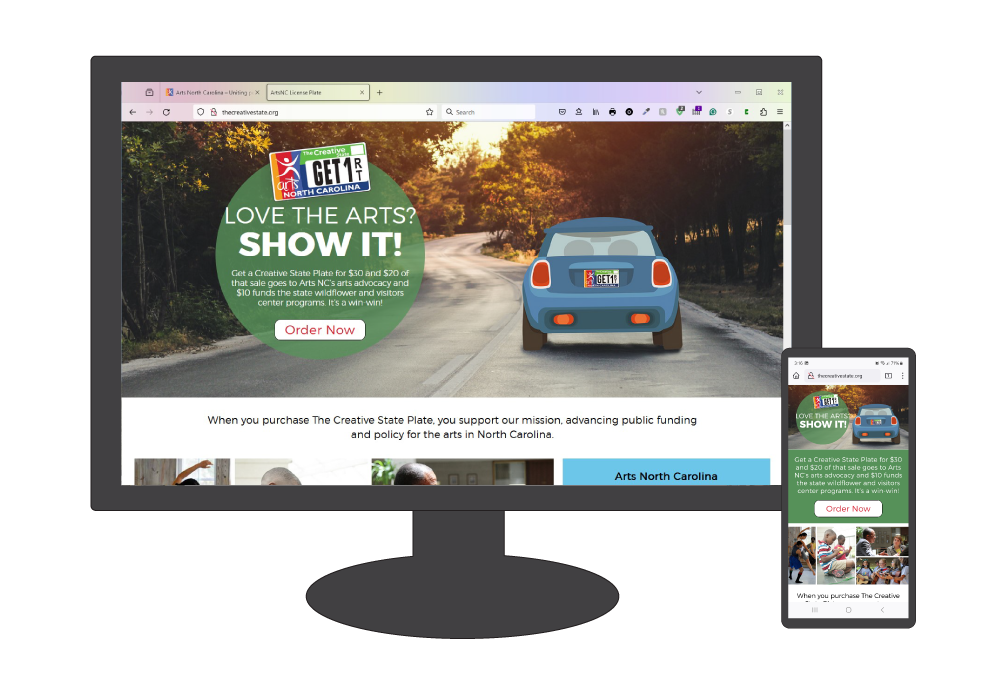 Arts North Carolina – Uniting
ArtsNC License Plate
thecreativestate.org
Search
The Creative
State
GET1
RT
arts
NORTH CAROLINA
LOVE THE ARTS?
SHOW IT!
Get a Creative State Plate for $30 and $20 of
that sale goes to Arts NC's arts advocacy and
$10 funds the state wildflower and visitors
center programs. It's a win-win!
Order Now
GET1
When you purchase The Creative State Plate, you support our mission, advancing public funding
and policy for the arts in North Carolina.
Arts North Carolina
3:16
71%
thecreativestate.org
GET1
LOVE THE ARTS?
SHOW IT!
Get a Creative State Plate for $30
and $20 of that sale goes to Arts
NC's arts advocacy and $10 funds
the state wildflower and visitors
center programs. It's a win-win!
Order Now
When you purchase The Creative